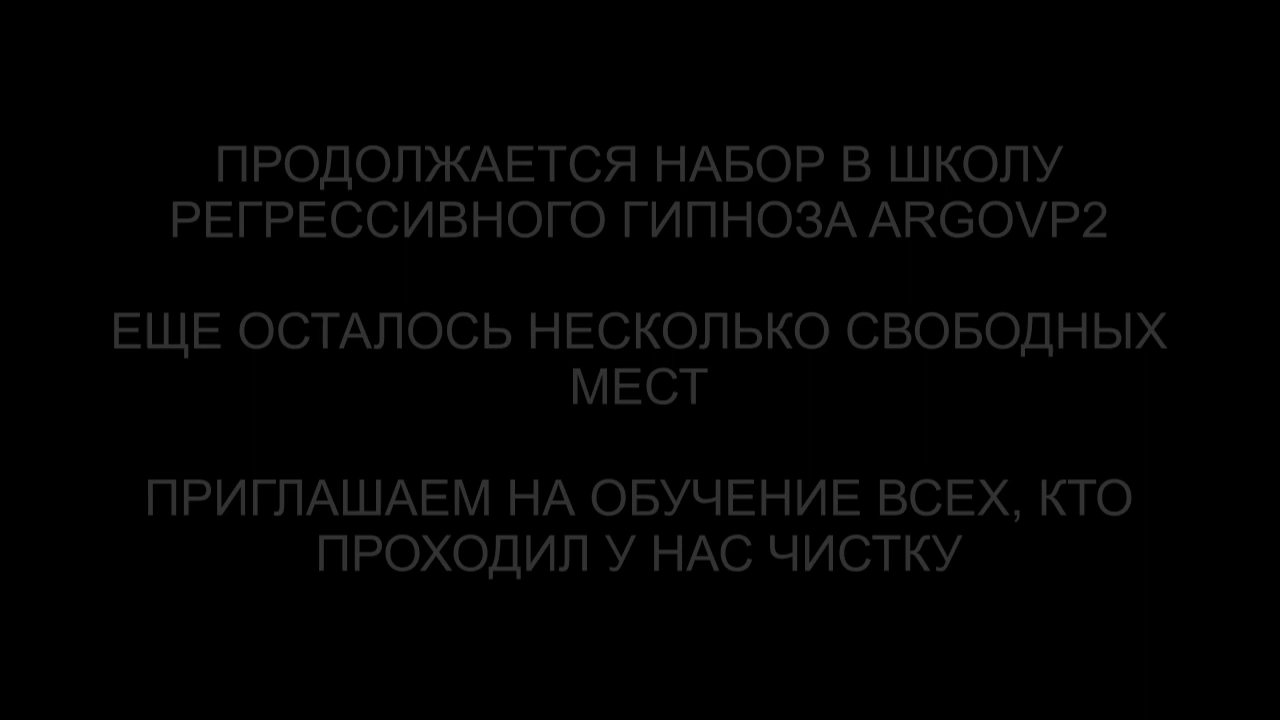 ПРОДОЛЖАЕТСЯ НАБОР В ШКОЛУ
РЕГРЕССИВНОГО ГИПНОЗА ARGOVP2
ЕЩЕ ОСТАЛОСЬ НЕСКОЛЬКО СВОБОДНЫХ
МЕСТ
ПРИГЛАШАЕМ НА ОБУЧЕНИЕ ВСЕХ, КТО
ПРОХОДИЛ У НАС ЧИСТКУ